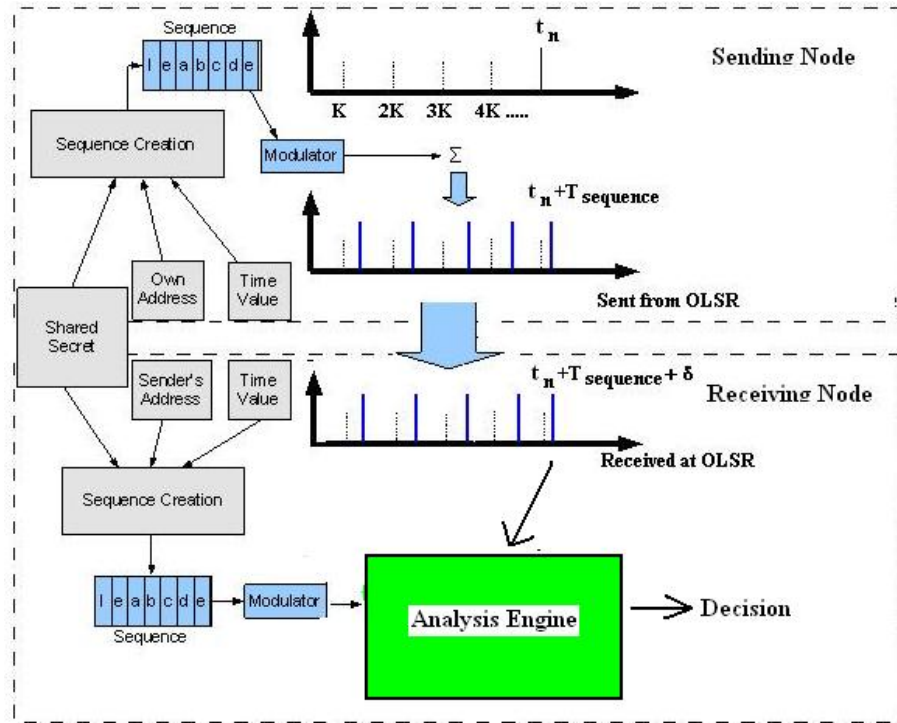 Sequence
I e a b c d e
Sequence Creation
Modulator
Σ
t n
K 2K 3K 4K .....
Sending Node
t n + T sequence
Own Address
Time Value
Shared Secret
Sent from OLSR
Sender's Address
Time Value
t n + T sequence + δ
Receiving Node
Received at OLSR
Sequence Creation
I e a b c d e
Sequence
Modulator
Analysis Engine
Decision